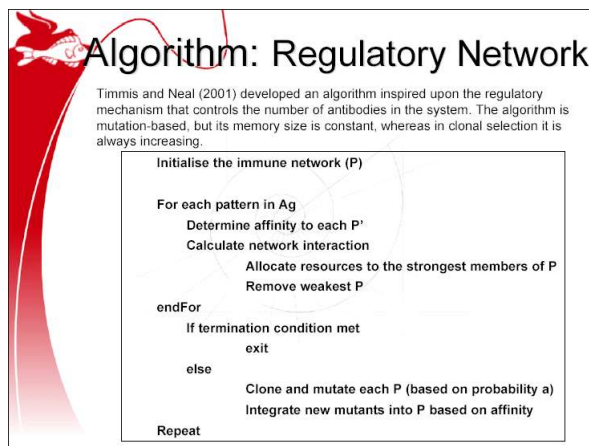 Algorithm: Regulatory Network
Timmis and Neal (2001) developed an algorithm inspired upon the regulatory
mechanism that controls the number of antibodies in the system. The algorithm is
mutation-based, but its memory size is constant, whereas in clonal selection it is
always increasing.
Initialise the immune network (P)
For each pattern in Ag
Determine affinity to each P'
Calculate network interaction
Allocate resources to the strongest members of P
Remove weakest P
endFor
If termination condition met
exit
else
Clone and mutate each P (based on probability a)
Integrate new mutants into P based on affinity
Repeat